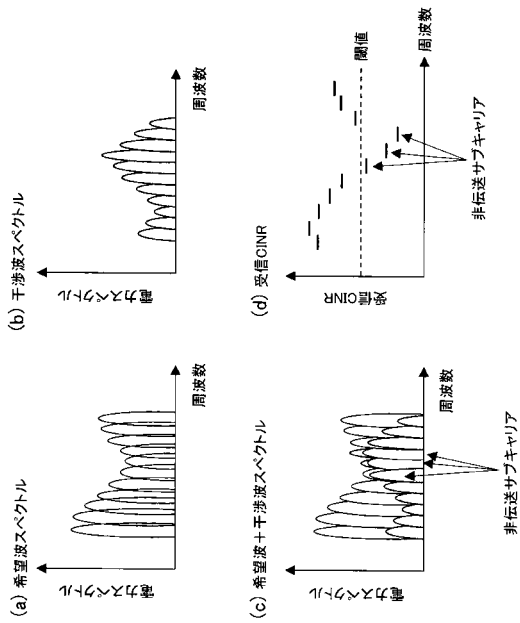 (a) 希望波スペクトル
電力スペクトル
周波数
(b) 干渉波スペクトル
電力スペクトル
周波数
(c) 希望波+干渉波スペクトル
電力スペクトル
周波数
非伝送サブキャリア
(d) 受信CINR
受信CINR
閾値
周波数
非伝送サブキャリア